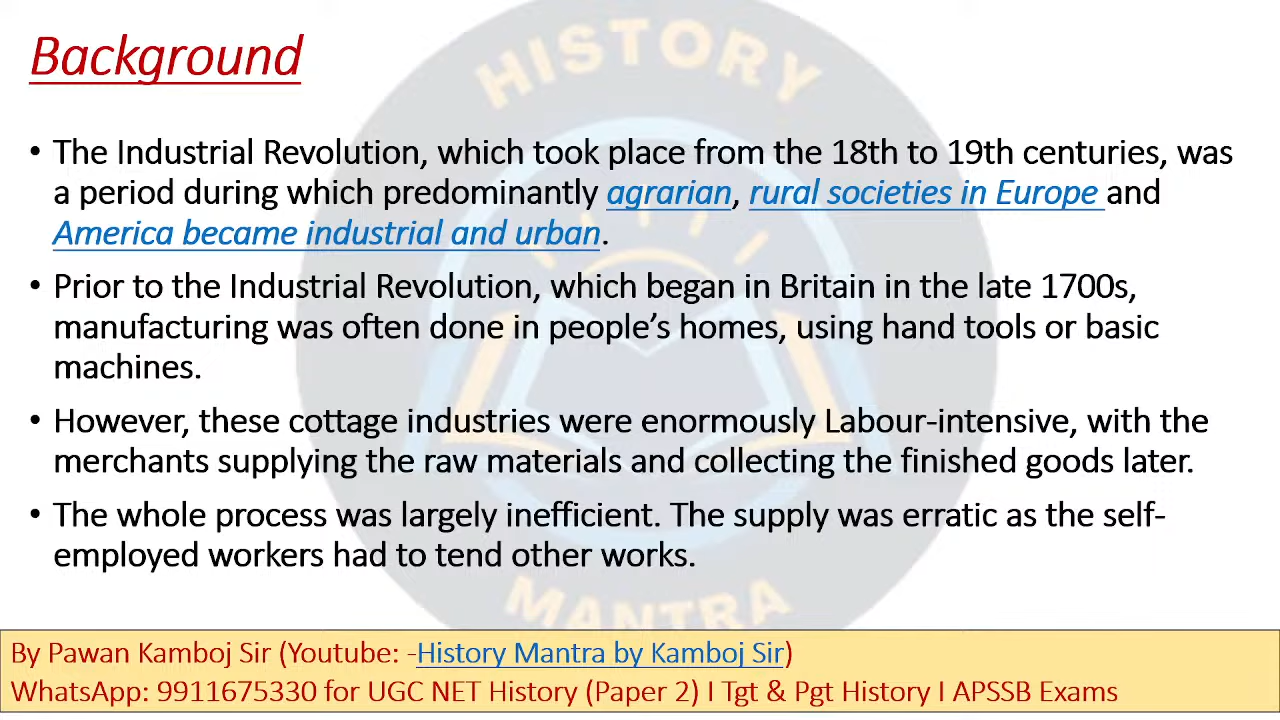 HISTORY
Background
• The Industrial Revolution, which took place from the 18th to 19th centuries, was
a period during which predominantly agrarian, rural societies in Europe and
America became industrial and urban.
• Prior to the Industrial Revolution, which began in Britain in the late 1700s,
manufacturing was often done in people’s homes, using hand tools or basic
machines.
• However, these cottage industries were enormously Labour-intensive, with the
merchants supplying the raw materials and collecting the finished goods later.
• The whole process was largely inefficient. The supply was erratic as the self-
employed workers had to tend other works.
MANTRA
By Pawan Kamboj Sir (Youtube: -History Mantra by Kamboj Sir)
WhatsApp: 9911675330 for UGC NET History (Paper 2) I Tgt & Pgt History I APSSB Exams